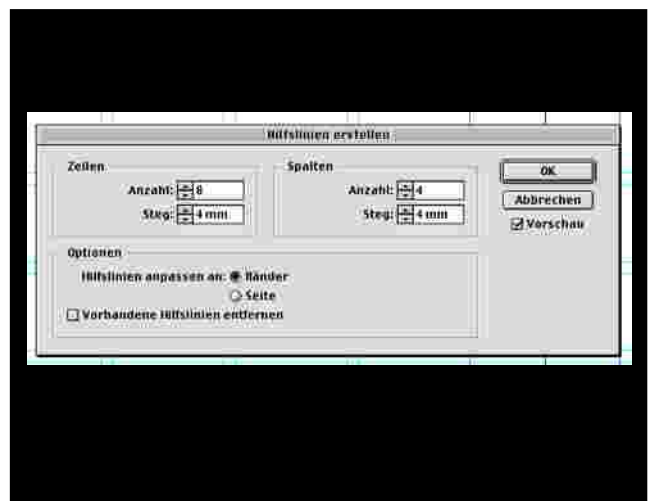 Hilfslinien erstellen
Zeilen
Anzahl: 8
Steg: 4 mm
Spalten
Anzahl: 4
Steg: 4 mm
OK
Abbrechen
Vorschau
Optionen
Hilfslinien anpassen an: Ränder
Seite
Vorhandene Hilfslinien entfernen